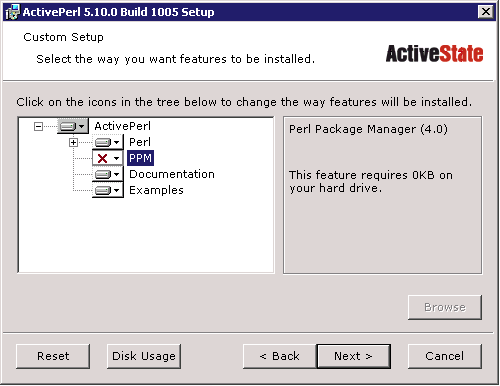 ActivePerl 5.10.0 Build 1005 Setup
Custom Setup
Select the way you want features to be installed.
ActiveState
Click on the icons in the tree below to change the way features will be installed.
ActivePerl
Perl
PPM
Documentation
Examples
Perl Package Manager (4.0)
This feature requires 0KB on
your hard drive.
Browse
Reset
Disk Usage
< Back
Next >
Cancel